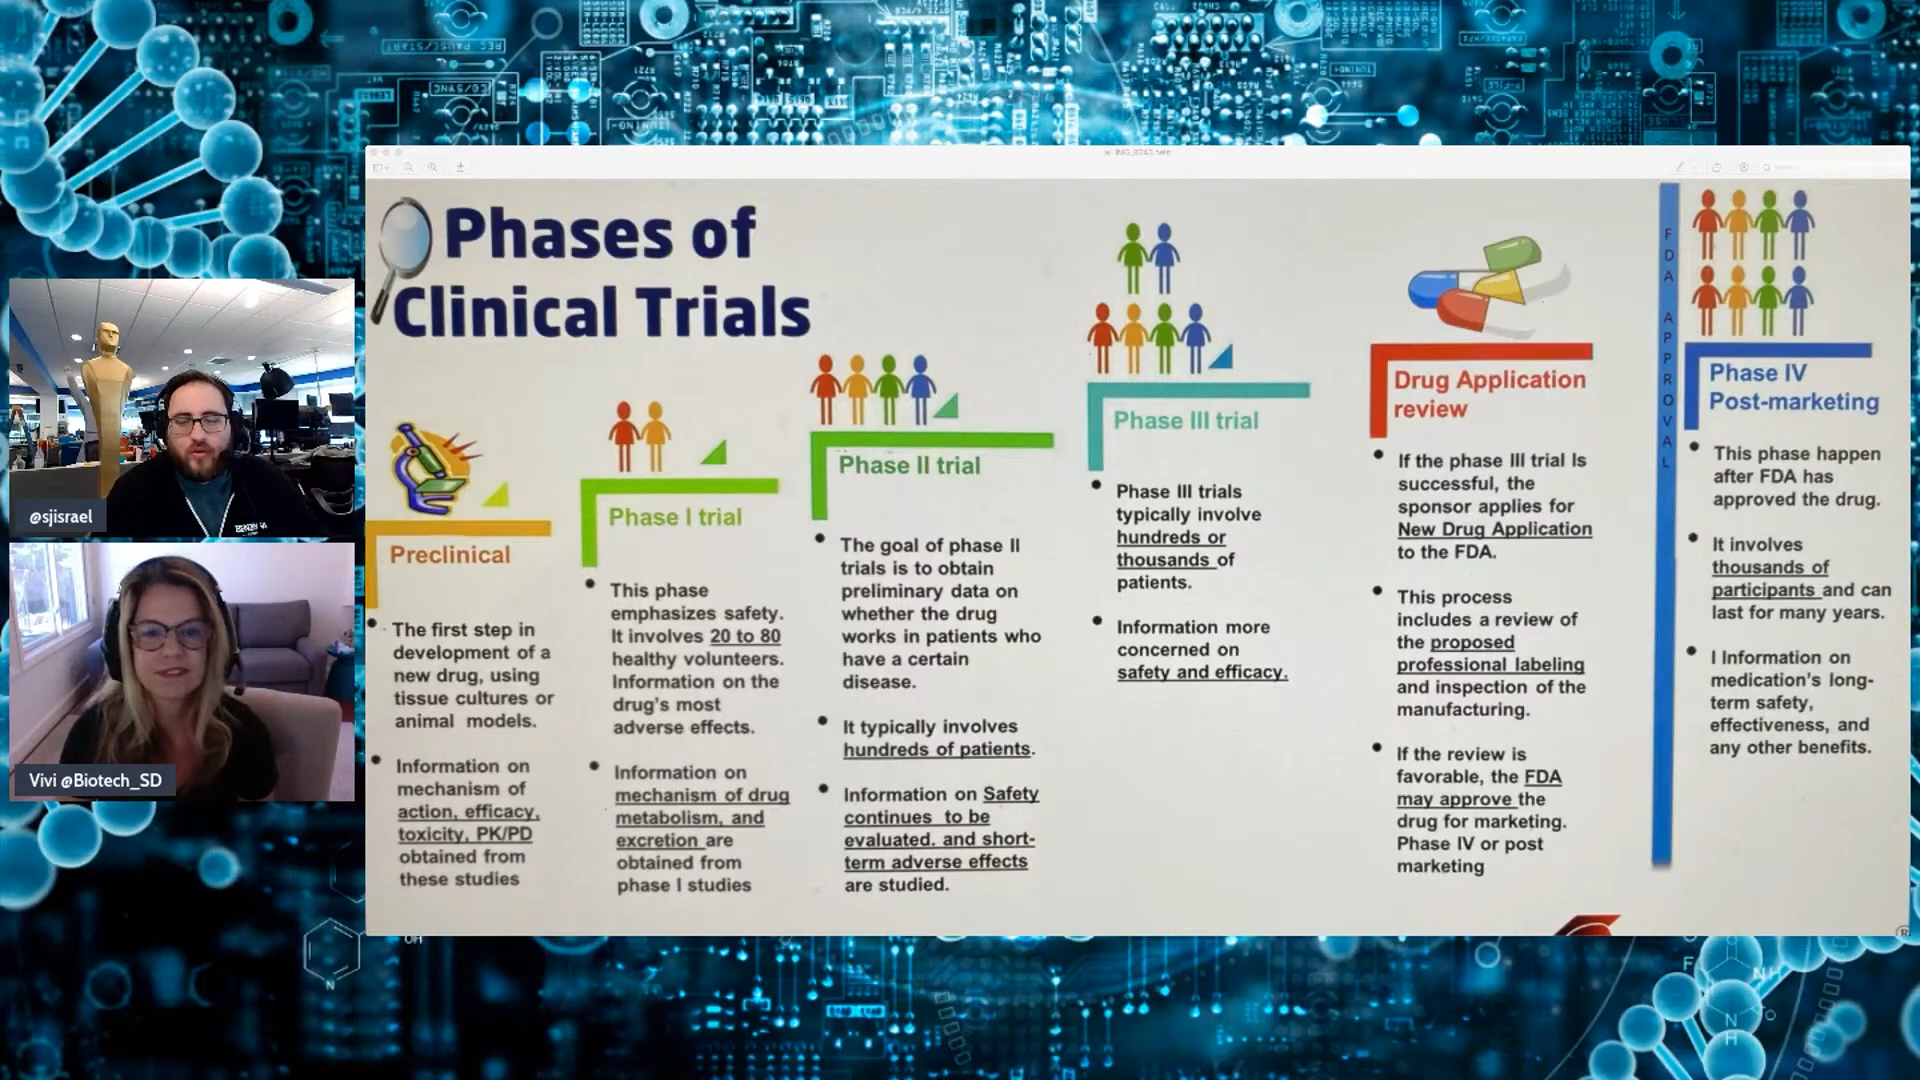 Phases of
Clinical Trials
Preclinical
The first step in
development of a
new drug, using
tissue cultures or
animal models.
Information on
mechanism of
action, efficacy,
toxicity, PK/PD
obtained from
these studies
Phase I trial
This phase
emphasizes safety.
It involves 20 to 80
healthy volunteers.
Information on the
drug's most
adverse effects.
Information on
mechanism of drug
metabolism, and
excretion are
obtained from
phase I studies
Phase II trial
The goal of phase II
trials is to obtain
preliminary data on
whether the drug
works in patients who
have a certain
disease.
It typically involves
hundreds of patients.
Information on Safety
continues to be
evaluated. and short-
term adverse effects
are studied.
Phase III trial
Phase III trials
typically involve
hundreds or
thousands of
patients.
Information more
concerned on
safety and efficacy.
Drug Application
review
If the phase III trial Is
successful, the
sponsor applies for
New Drug Application
to the FDA.
This process
includes a review of
the proposed
professional labeling
and inspection of the
manufacturing.
If the review is
favorable, the FDA
may approve the
drug for marketing.
Phase IV or post
marketing
FDA APPROVAL
Phase IV
Post-marketing
This phase happen
after FDA has
approved the drug.
It involves
thousands of
participants and can
last for many years.
I Information on
medication's long-
term safety,
effectiveness, and
any other benefits.
@sjisrael
Vivi @Biotech_SD
OH
N
F
NH
O
N
H
REC PAUS/START
CD/SYNC